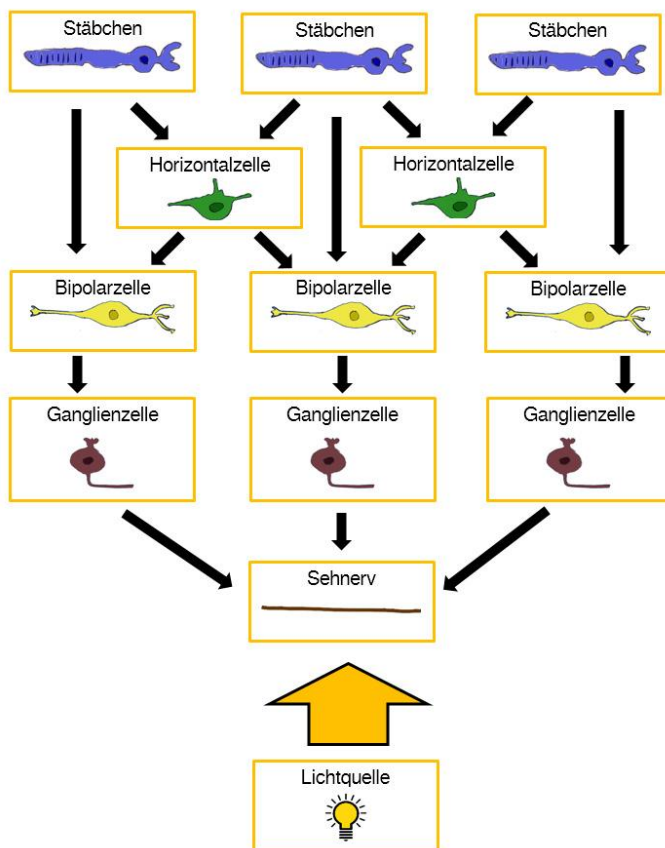 Stäbchen
Stäbchen
Stäbchen
Horizontalzelle
Horizontalzelle
Bipolarzelle
Bipolarzelle
Bipolarzelle
Ganglienzelle
Ganglienzelle
Ganglienzelle
Sehnerv
Lichtquelle